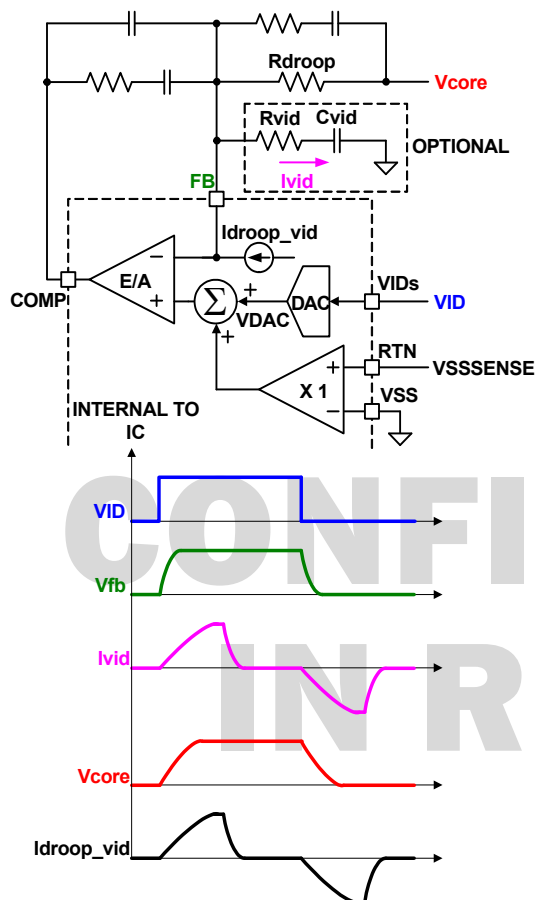 Rdroop
Vcore
Rvid
Cvid
OPTIONAL
Ivid
FB
Idroop_vid
−
E/A
+
COMP
Σ
+
VDAC
+
DAC
VIDs
VID
RTN
VSSSENSE
+
X 1
−
VSS
INTERNAL TO
IC
CONFI
VID
Vfb
IN R
Ivid
Vcore
Idroop_vid